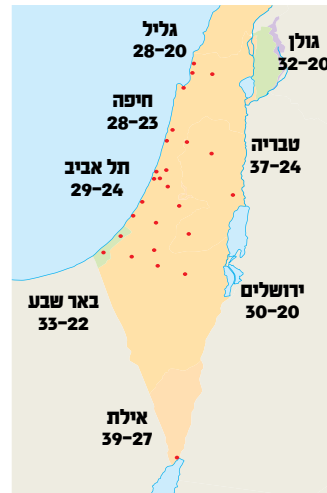 גליל
28-20
גולן
32-20
חיפה
28-23
טבריה
37-24
תל אביב
29-24
ירושלים
30-20
באר שבע
33-22
אילת
39-27